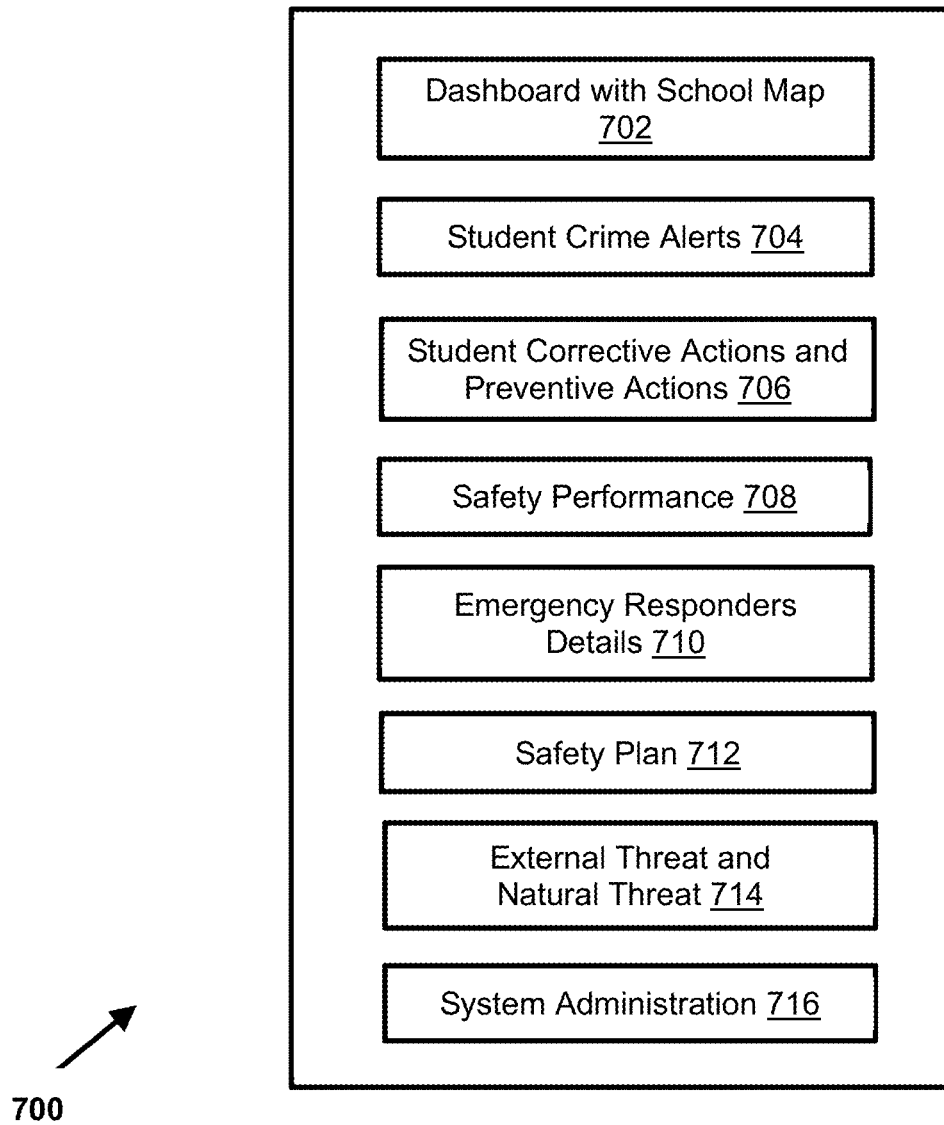 Dashboard with School Map
702
Student Crime Alerts 704
Student Corrective Actions and
Preventive Actions 706
Safety Performance 708
Emergency Responders
Details 710
Safety Plan 712
External Threat and
Natural Threat 714
System Administration 716
700